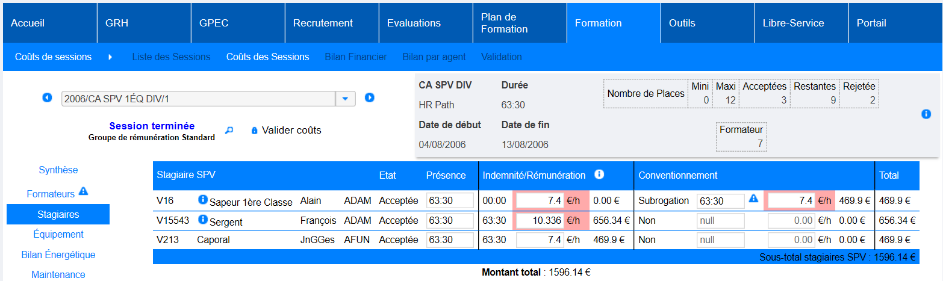 Accueil GRH GPEC Recrutement Evaluations Plan de Formation Formation Outils Libre-Service Portail
Coûts de sessions Liste des Sessions Coûts des Sessions Bilan Financier Bilan par agent Validation
2006/CA SPV 1ÉQ DIV/1
Session terminée
Groupe de rémunération Standard
Valider coûts
CA SPV DIV Durée
HR Path 63:30
Date de début Date de fin
04/08/2006 13/08/2006
Nombre de Places Mini Maxi Acceptées Restantes Rejetée
0 12 3 9 2
Formateur
7
Synthèse
Formateurs
Stagiaires
Équipement
Bilan Énergétique
Maintenance
Stagiaire SPV Etat Présence Indemnité/Rémunération Conventionnement Total
V16 Sapeur 1ère Classe Alain ADAM Acceptée 63:30 00:00 7.4 €/h Subrogation 63:30 7.4 €/h 469.9 € 469.9 €
V15543 Sergent François ADAM Acceptée 63:30 63:30 10.336 €/h 656.34 € Non null 0.00 €/h 0.00 € 656.34 €
V213 Caporal JnGGes AFUN Acceptée 63:30 63:30 7.4 €/h 469.9 € Non null 0.00 €/h 0.00 € 469.9 €
Sous-total stagiaires SPV : 1596.14 €
Montant total : 1596.14 €